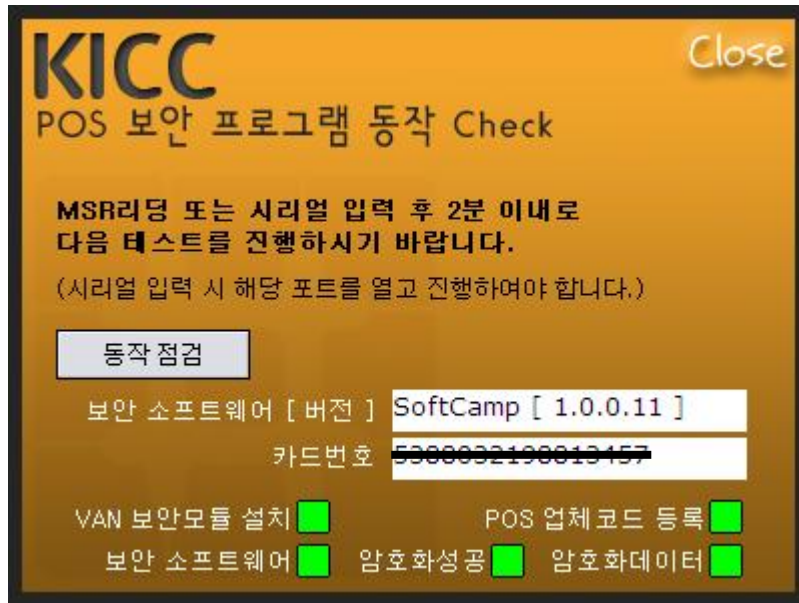 KICC
Close
POS 보안 프로그램 동작 Check
MSR리딩 또는 시리얼 입력 후 2분 이내로
다음 테스트를 진행하시기 바랍니다.
(시리얼 입력 시 해당 포트를 열고 진행하여야 합니다.)
동작 점검
보안 소프트웨어 [ 버전 ] SoftCamp [ 1.0.0.11 ]
카드번호
VAN 보안모듈 설치 POS 업체코드 등록
보안 소프트웨어 암호화성공 암호화데이터